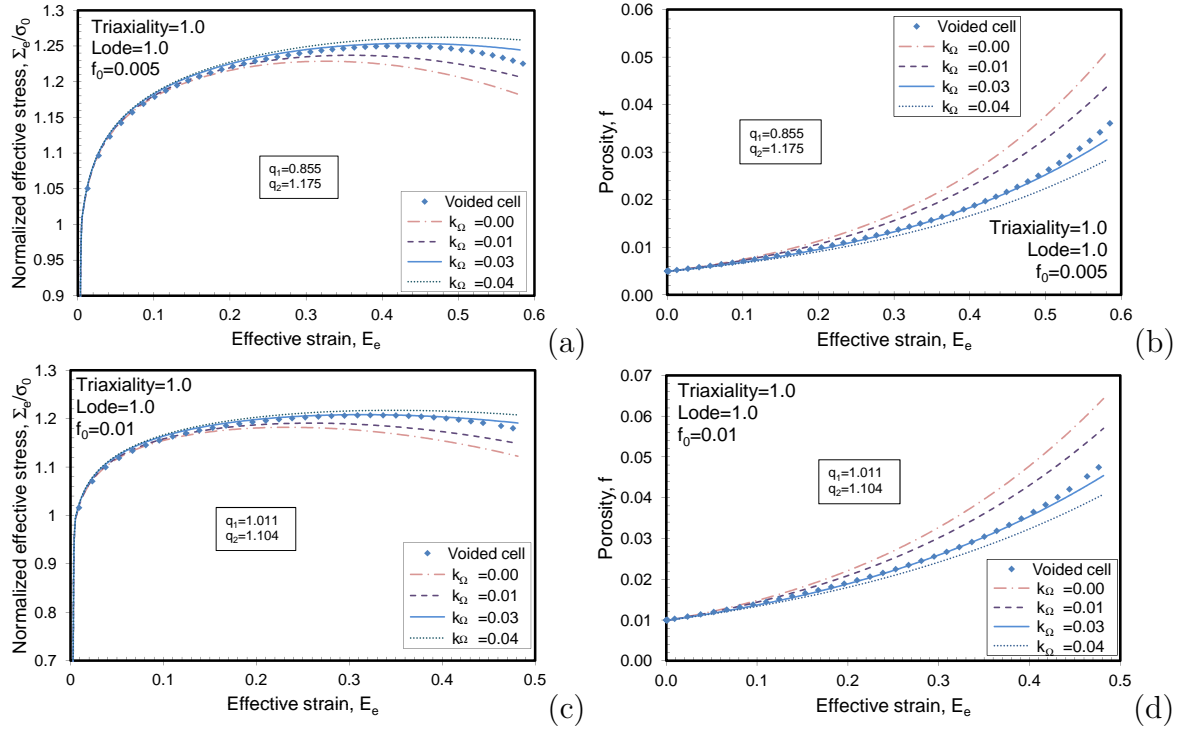 Normalized effective stress, Σe/σ0
1.30
1.25
1.20
1.15
1.10
1.05
1
0.95
0.9
Triaxiality=1.0
Lode=1.0
f0=0.005
q1=0.855
q2=1.175
Voided cell
kΩ =0.00
kΩ =0.01
kΩ =0.03
kΩ =0.04
0 0.1 0.2 0.3 0.4 0.5 0.6
Effective strain, Ee
(a)
Porosity, f
0.06
0.05
0.04
0.03
0.02
0.01
0.00
Voided cell
kΩ =0.00
kΩ =0.01
kΩ =0.03
kΩ =0.04
q1=0.855
q2=1.175
Triaxiality=1.0
Lode=1.0
f0=0.005
0.0 0.1 0.2 0.3 0.4 0.5 0.6
Effective strain, Ee
(b)
Normalized effective stress, Σe/σ0
1.3
1.2
1.1
1
0.9
0.8
0.7
Triaxiality=1.0
Lode=1.0
f0=0.01
q1=1.011
q2=1.104
Voided cell
kΩ =0.00
kΩ =0.01
kΩ =0.03
kΩ =0.04
0 0.1 0.2 0.3 0.4 0.5
Effective strain, Ee
(c)
Porosity, f
0.07
0.06
0.05
0.04
0.03
0.02
0.01
0.00
Triaxiality=1.0
Lode=1.0
f0=0.01
q1=1.011
q2=1.104
Voided cell
kΩ =0.00
kΩ =0.01
kΩ =0.03
kΩ =0.04
0.0 0.1 0.2 0.3 0.4 0.5
Effective strain, Ee
(d)